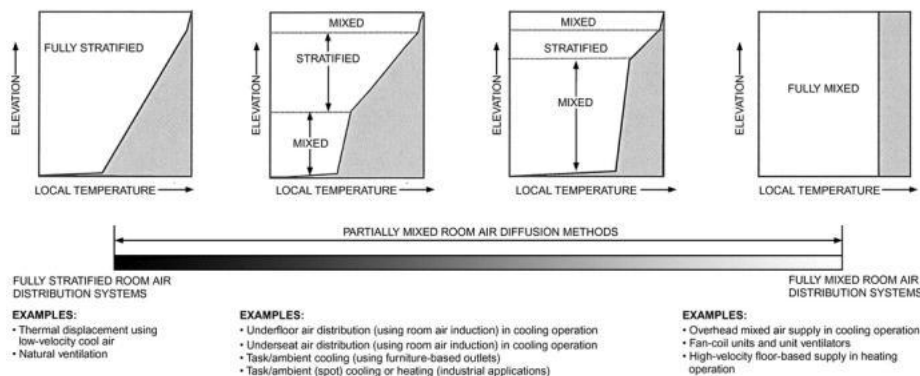 ELEVATION
FULLY STRATIFIED
LOCAL TEMPERATURE
ELEVATION
MIXED
STRATIFIED
MIXED
LOCAL TEMPERATURE
ELEVATION
MIXED
STRATIFIED
MIXED
LOCAL TEMPERATURE
ELEVATION
FULLY MIXED
LOCAL TEMPERATURE
PARTIALLY MIXED ROOM AIR DIFFUSION METHODS
FULLY STRATIFIED ROOM AIR
DISTRIBUTION SYSTEMS
FULLY MIXED ROOM AIR
DISTRIBUTION SYSTEMS
EXAMPLES:
• Thermal displacement using
low-velocity cool air
• Natural ventilation
EXAMPLES:
• Underfloor air distribution (using room air induction) in cooling operation
• Underseat air distribution (using room air induction) in cooling operation
• Task/ambient cooling (using furniture-based outlets)
• Task/ambient (spot) cooling or heating (industrial applications)
EXAMPLES:
• Overhead mixed air supply in cooling operation
• Fan-coil units and unit ventilators
• High-velocity floor-based supply in heating
operation